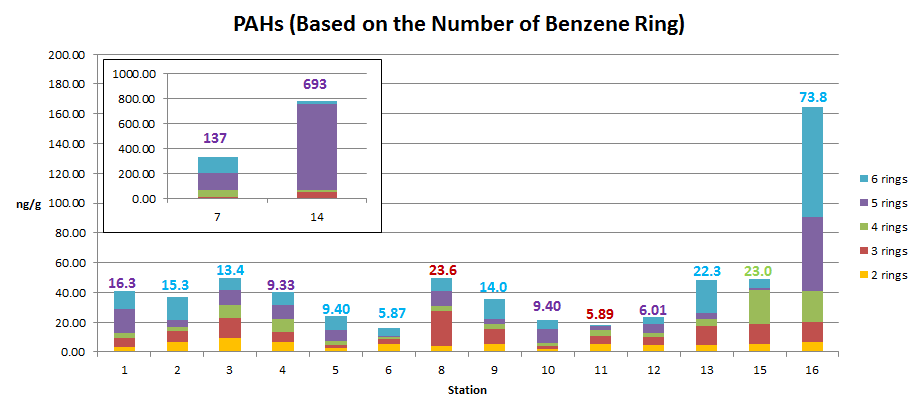 PAHs (Based on the Number of Benzene Ring)
200.00
180.00
160.00
140.00
120.00
100.00
80.00
60.00
40.00
20.00
0.00
ng/g
1000.00
800.00
600.00
400.00
200.00
0.00
137
693
7 14
16.3 15.3 13.4 9.33 9.40 5.87 23.6 14.0 9.40 5.89 6.01 22.3 23.0 73.8
1 2 3 4 5 6 8 9 10 11 12 13 15 16
Station
6 rings
5 rings
4 rings
3 rings
2 rings